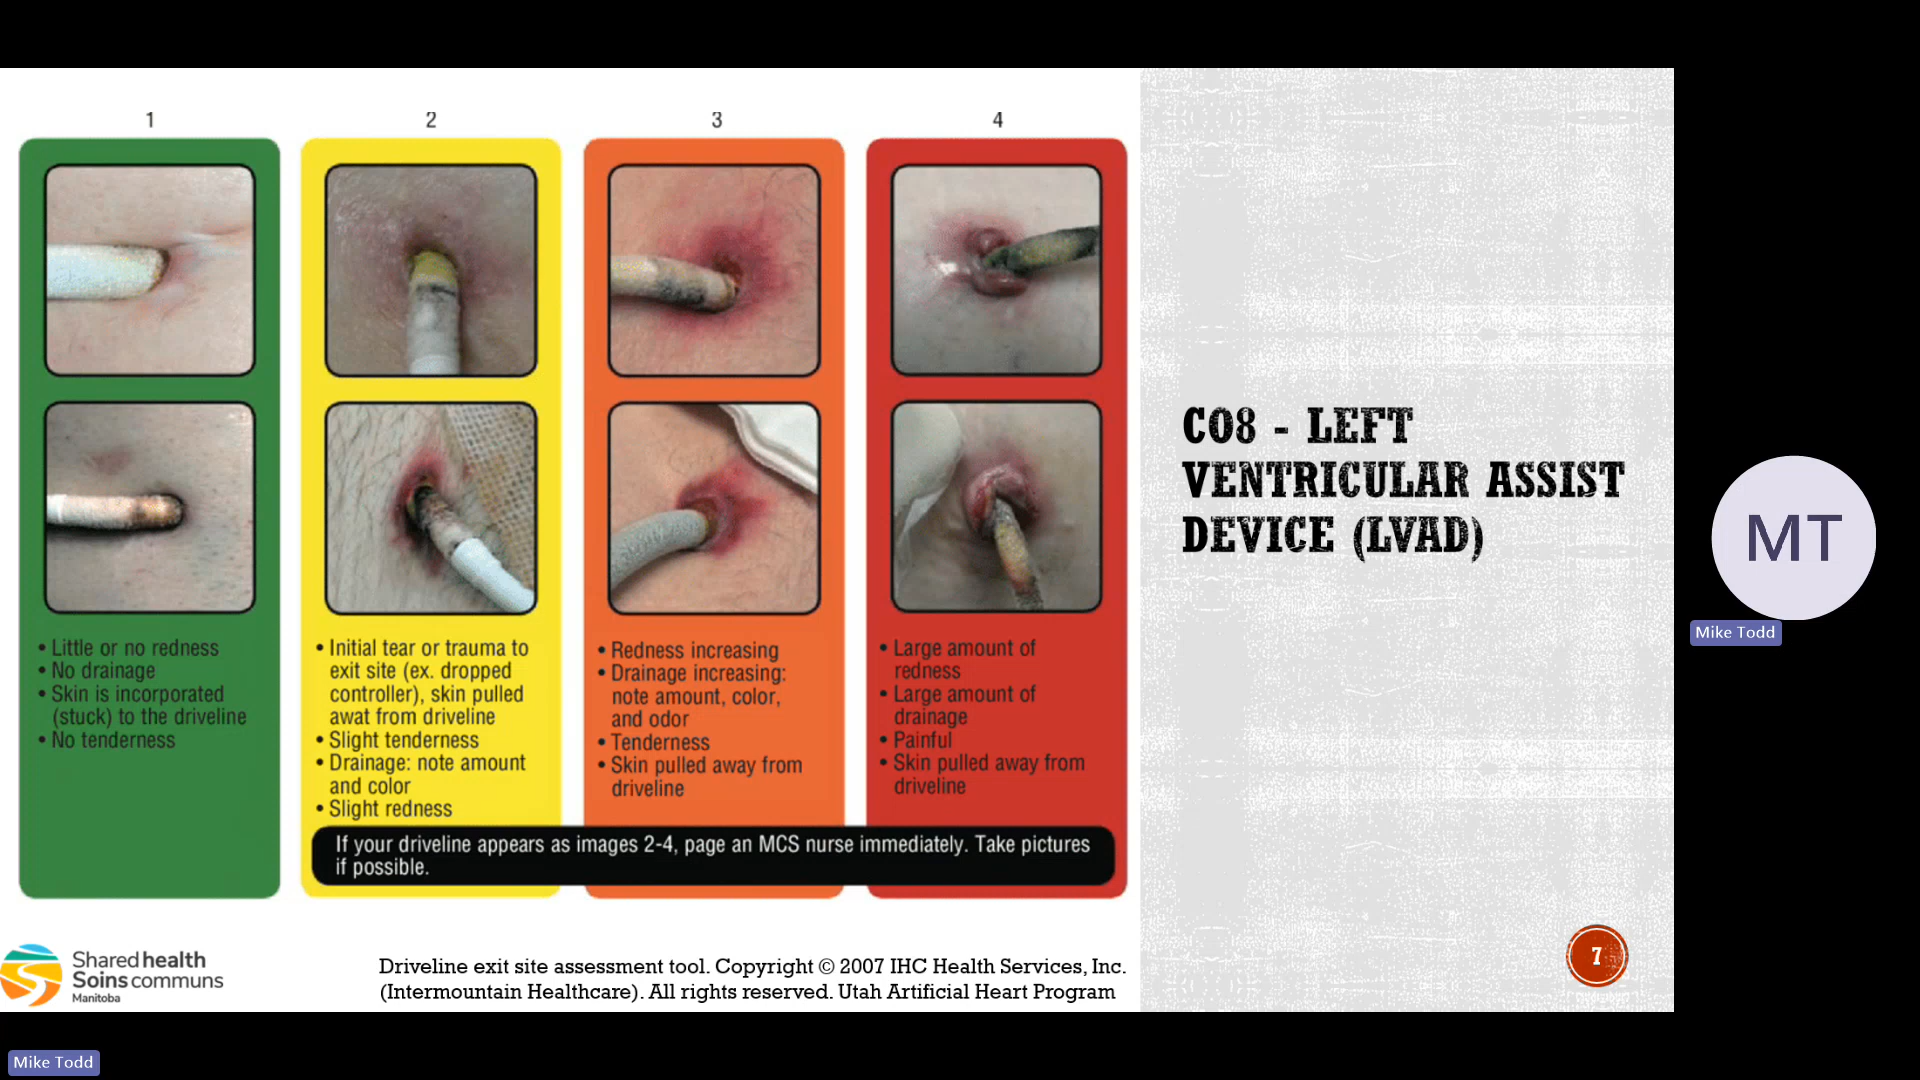 1
2
3
4
• Little or no redness
• No drainage
• Skin is incorporated
(stuck) to the driveline
• No tenderness
• Initial tear or trauma to
exit site (ex. dropped
controller), skin pulled
awat from driveline
• Slight tenderness
• Drainage: note amount
and color
• Slight redness
• Redness increasing
• Drainage increasing:
note amount, color,
and odor
• Tenderness
• Skin pulled away from
driveline
• Large amount of
redness
• Large amount of
drainage
• Painful
• Skin pulled away from
driveline
If your driveline appears as images 2-4, page an MCS nurse immediately. Take pictures
if possible.
C08 - LEFT
VENTRICULAR ASSIST
DEVICE (LVAD)
MT
Mike Todd
7
Shared health
Soins communs
Manitoba
Driveline exit site assessment tool. Copyright © 2007 IHC Health Services, Inc.
(Intermountain Healthcare). All rights reserved. Utah Artificial Heart Program
Mike Todd